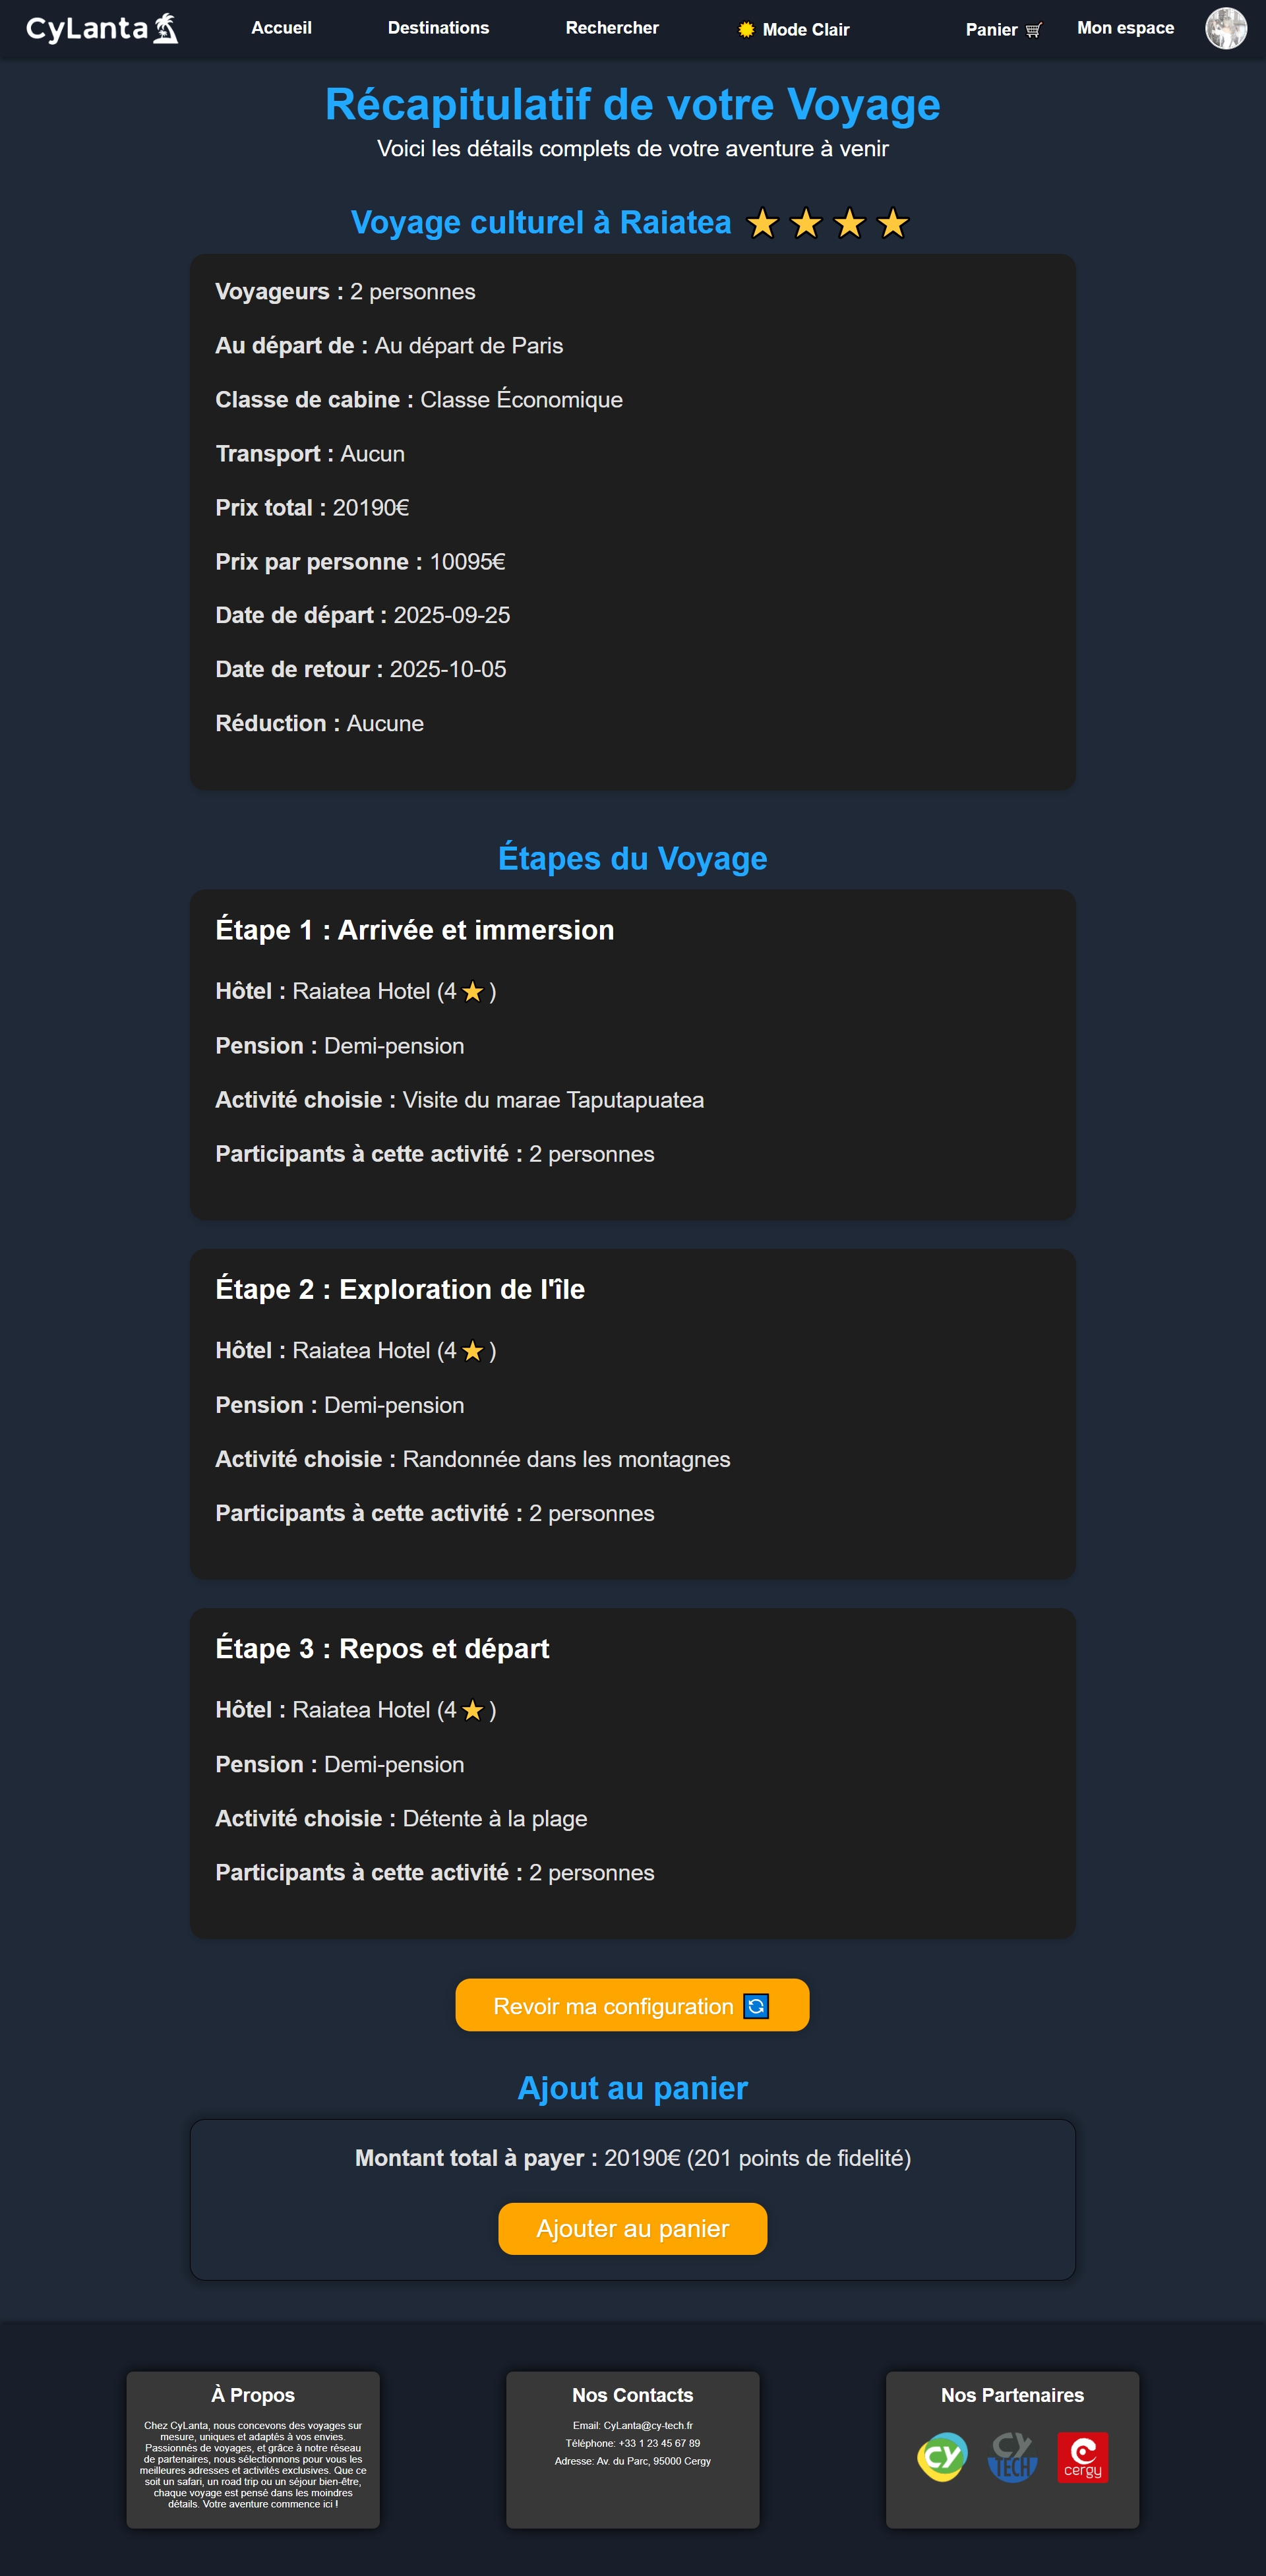 CyLanta
Accueil
Destinations
Rechercher
Mode Clair
Panier
Mon espace
Récapitulatif de votre Voyage
Voici les détails complets de votre aventure à venir
Voyage culturel à Raiatea
Voyageurs : 2 personnes
Au départ de : Au départ de Paris
Classe de cabine : Classe Économique
Transport : Aucun
Prix total : 20190€
Prix par personne : 10095€
Date de départ : 2025-09-25
Date de retour : 2025-10-05
Réduction : Aucune
Étapes du Voyage
Étape 1 : Arrivée et immersion
Hôtel : Raiatea Hotel (4⭐)
Pension : Demi-pension
Activité choisie : Visite du marae Taputapuatea
Participants à cette activité : 2 personnes
Étape 2 : Exploration de l'île
Hôtel : Raiatea Hotel (4⭐)
Pension : Demi-pension
Activité choisie : Randonnée dans les montagnes
Participants à cette activité : 2 personnes
Étape 3 : Repos et départ
Hôtel : Raiatea Hotel (4⭐)
Pension : Demi-pension
Activité choisie : Détente à la plage
Participants à cette activité : 2 personnes
Revoir ma configuration
Ajout au panier
Montant total à payer : 20190€ (201 points de fidelité)
Ajouter au panier
À Propos
Chez CyLanta, nous concevons des voyages sur
mesure, uniques et adaptés à vos envies.
Passionnés de voyages, et grâce à notre réseau
de partenaires, nous sélectionnons pour vous les
meilleures adresses et activités exclusives. Que ce
soit un safari, un road trip ou un séjour bien-être,
chaque voyage est pensé dans les moindres
détails. Votre aventure commence ici !
Nos Contacts
Email: CyLanta@cy-tech.fr
Téléphone: +33 1 23 45 67 89
Adresse: Av. du Parc, 95000 Cergy
Nos Partenaires
CY
CY
TECH
cergy